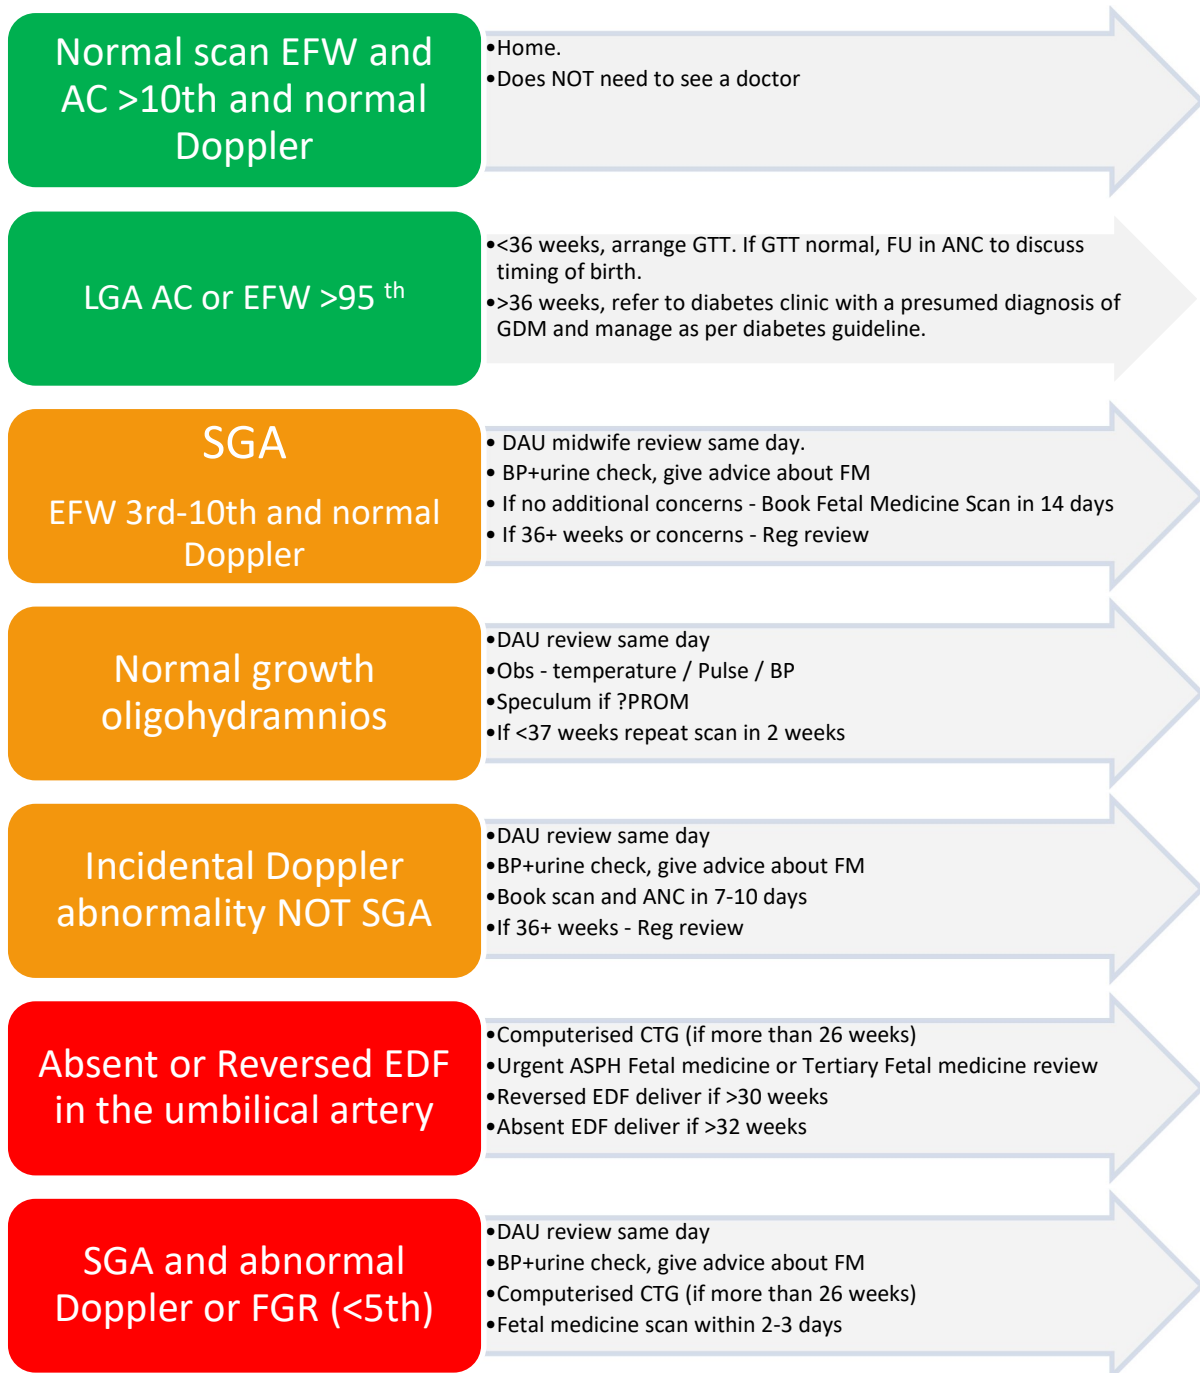 Normal scan EFW and
AC >10th and normal
Doppler
•Home.
•Does NOT need to see a doctor
LGA AC or EFW >95 th
•<36 weeks, arrange GTT. If GTT normal, FU in ANC to discuss
timing of birth.
•>36 weeks, refer to diabetes clinic with a presumed diagnosis of
GDM and manage as per diabetes guideline.
SGA
EFW 3rd-10th and normal
Doppler
• DAU midwife review same day.
• BP+urine check, give advice about FM
• If no additional concerns - Book Fetal Medicine Scan in 14 days
• If 36+ weeks or concerns - Reg review
Normal growth
oligohydramnios
•DAU review same day
•Obs - temperature / Pulse / BP
•Speculum if ?PROM
•If <37 weeks repeat scan in 2 weeks
Incidental Doppler
abnormality NOT SGA
•DAU review same day
•BP+urine check, give advice about FM
•Book scan and ANC in 7-10 days
•If 36+ weeks - Reg review
Absent or Reversed EDF
in the umbilical artery
•Computerised CTG (if more than 26 weeks)
•Urgent ASPH Fetal medicine or Tertiary Fetal medicine review
•Reversed EDF deliver if >30 weeks
•Absent EDF deliver if >32 weeks
SGA and abnormal
Doppler or FGR (<5th)
•DAU review same day
•BP+urine check, give advice about FM
•Computerised CTG (if more than 26 weeks)
•Fetal medicine scan within 2-3 days